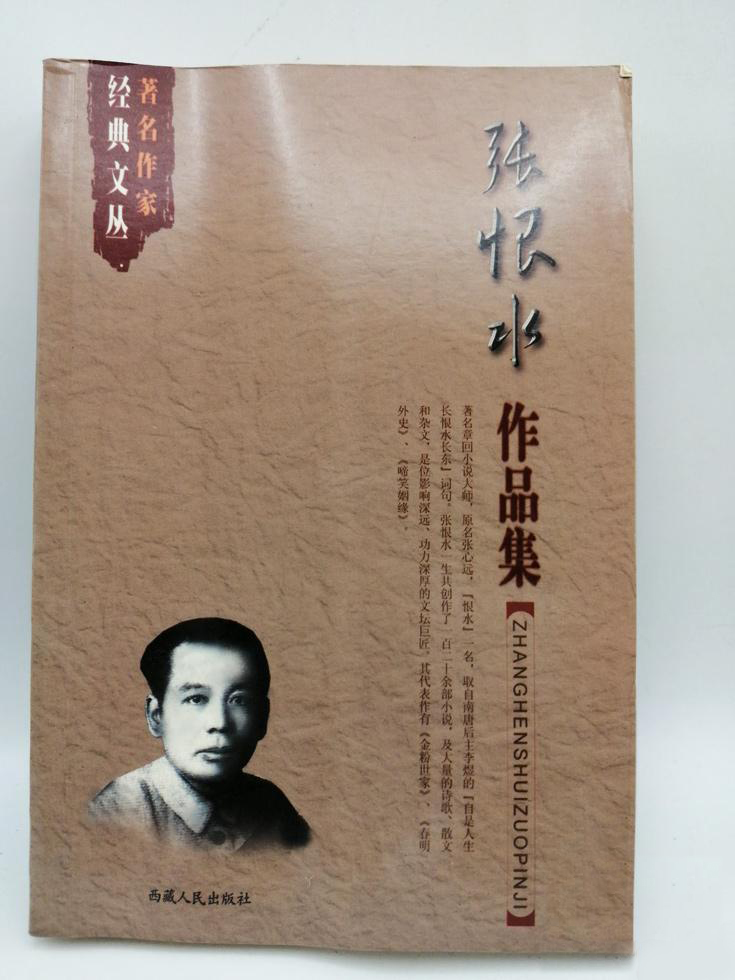 著名作家
经典文丛
张恨水
作品集
【ZHANGHENSHUIZUOPINJI】
著名章回小说大师，原名张心远，『恨水』一名，取自南唐后主李煜的『自是人生
长恨水长东』词句。张恨水一生共创作了一百二十余部小说，及大量的诗歌、散文
和杂文，是位影响深远、功力深厚的文坛巨匠。其代表作有《金粉世家》、《春明
外史》、《啼笑姻缘》。
西藏人民出版社